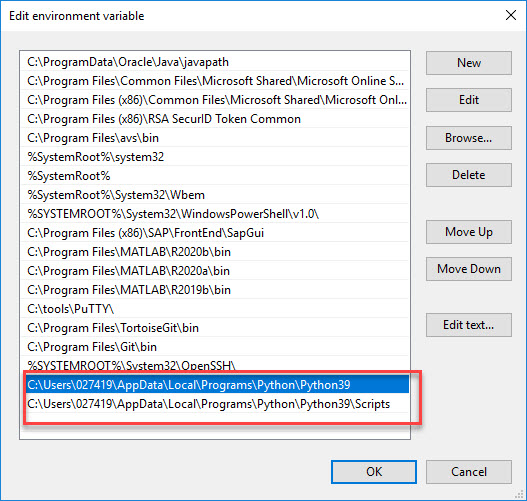 Edit environment variable
C:\ProgramData\Oracle\Java\javapath
C:\Program Files\Common Files\Microsoft Shared\Microsoft Online S...
C:\Program Files (x86)\Common Files\Microsoft Shared\Microsoft Onl...
C:\Program Files (x86)\RSA SecurID Token Common
C:\Program Files\avs\bin
%SystemRoot%\system32
%SystemRoot%
%SystemRoot%\System32\Wbem
%SYSTEMROOT%\System32\WindowsPowerShell\v1.0\
C:\Program Files (x86)\SAP\FrontEnd\SapGui
C:\Program Files\MATLAB\R2020b\bin
C:\Program Files\MATLAB\R2020a\bin
C:\Program Files\MATLAB\R2019b\bin
C:\tools\PuTTY\
C:\Program Files\TortoiseGit\bin
C:\Program Files\Git\bin
%SYSTEMROOT%\System32\OpenSSH\
C:\Users\027419\AppData\Local\Programs\Python\Python39
C:\Users\027419\AppData\Local\Programs\Python\Python39\Scripts
New
Edit
Browse...
Delete
Move Up
Move Down
Edit text...
OK
Cancel